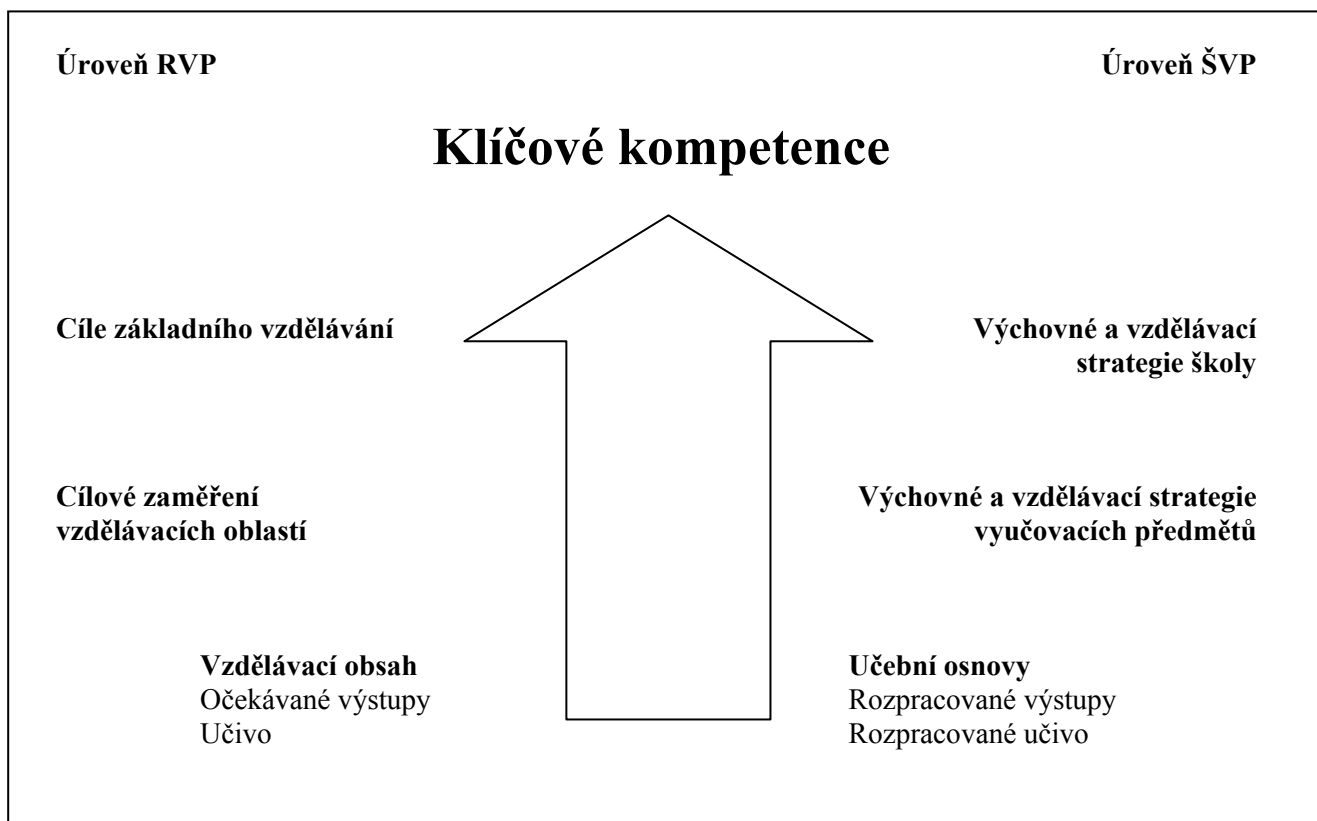 Úroveň RVP
Úroveň ŠVP
Klíčové kompetence
Cíle základního vzdělávání
Výchovné a vzdělávací
strategie školy
Cílové zaměření
vzdělávacích oblastí
Výchovné a vzdělávací strategie
vyučovacích předmětů
Vzdělávací obsah
Očekávané výstupy
Učivo
Učební osnovy
Rozpracované výstupy
Rozpracované učivo